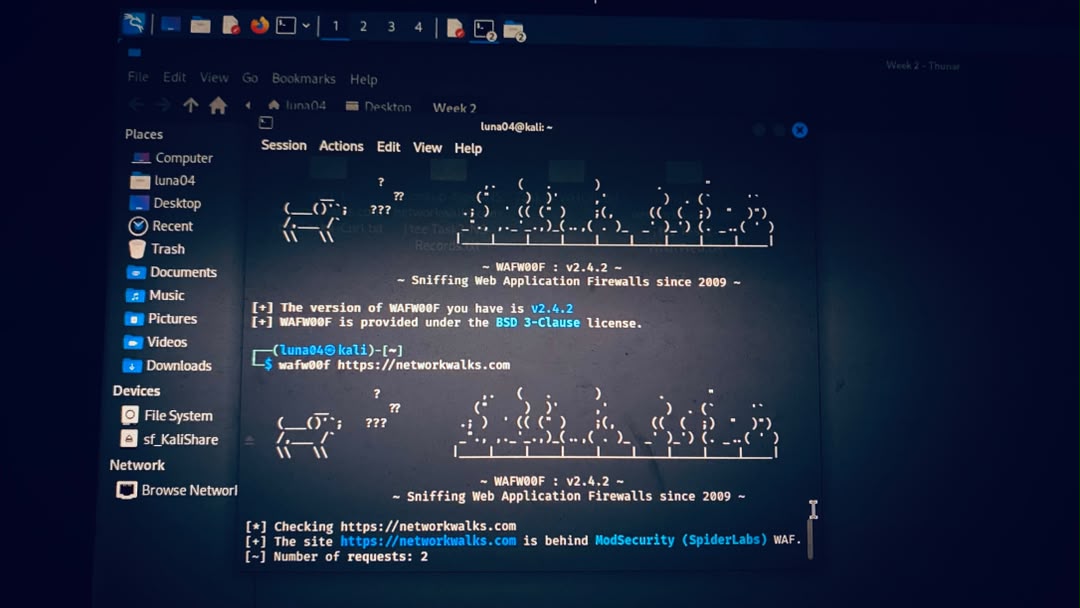 1 2 3 4
2
2
Week 2 - Thunar
File Edit View Go Bookmarks Help
luna04 Desktop Week 2
luna04@kali: ~
Places
Computer
luna04
Desktop
Recent
Trash
Documents
Music
Pictures
Videos
Downloads
Devices
File System
sf_KaliShare
Network
Browse Networ
Session Actions Edit View Help
Records.txt
~ WAFW00F : v2.4.2 ~
~ Sniffing Web Application Firewalls since 2009 ~
[+] The version of WAFW00F you have is v2.4.2
[+] WAFW00F is provided under the BSD 3-Clause license.
(luna04㉿kali)-[~]
$ wafw00f https://networkwalks.com
~ WAFW00F : v2.4.2 ~
~ Sniffing Web Application Firewalls since 2009 ~
[*] Checking https://networkwalks.com
[+] The site https://networkwalks.com is behind ModSecurity (SpiderLabs) WAF.
[~] Number of requests: 2